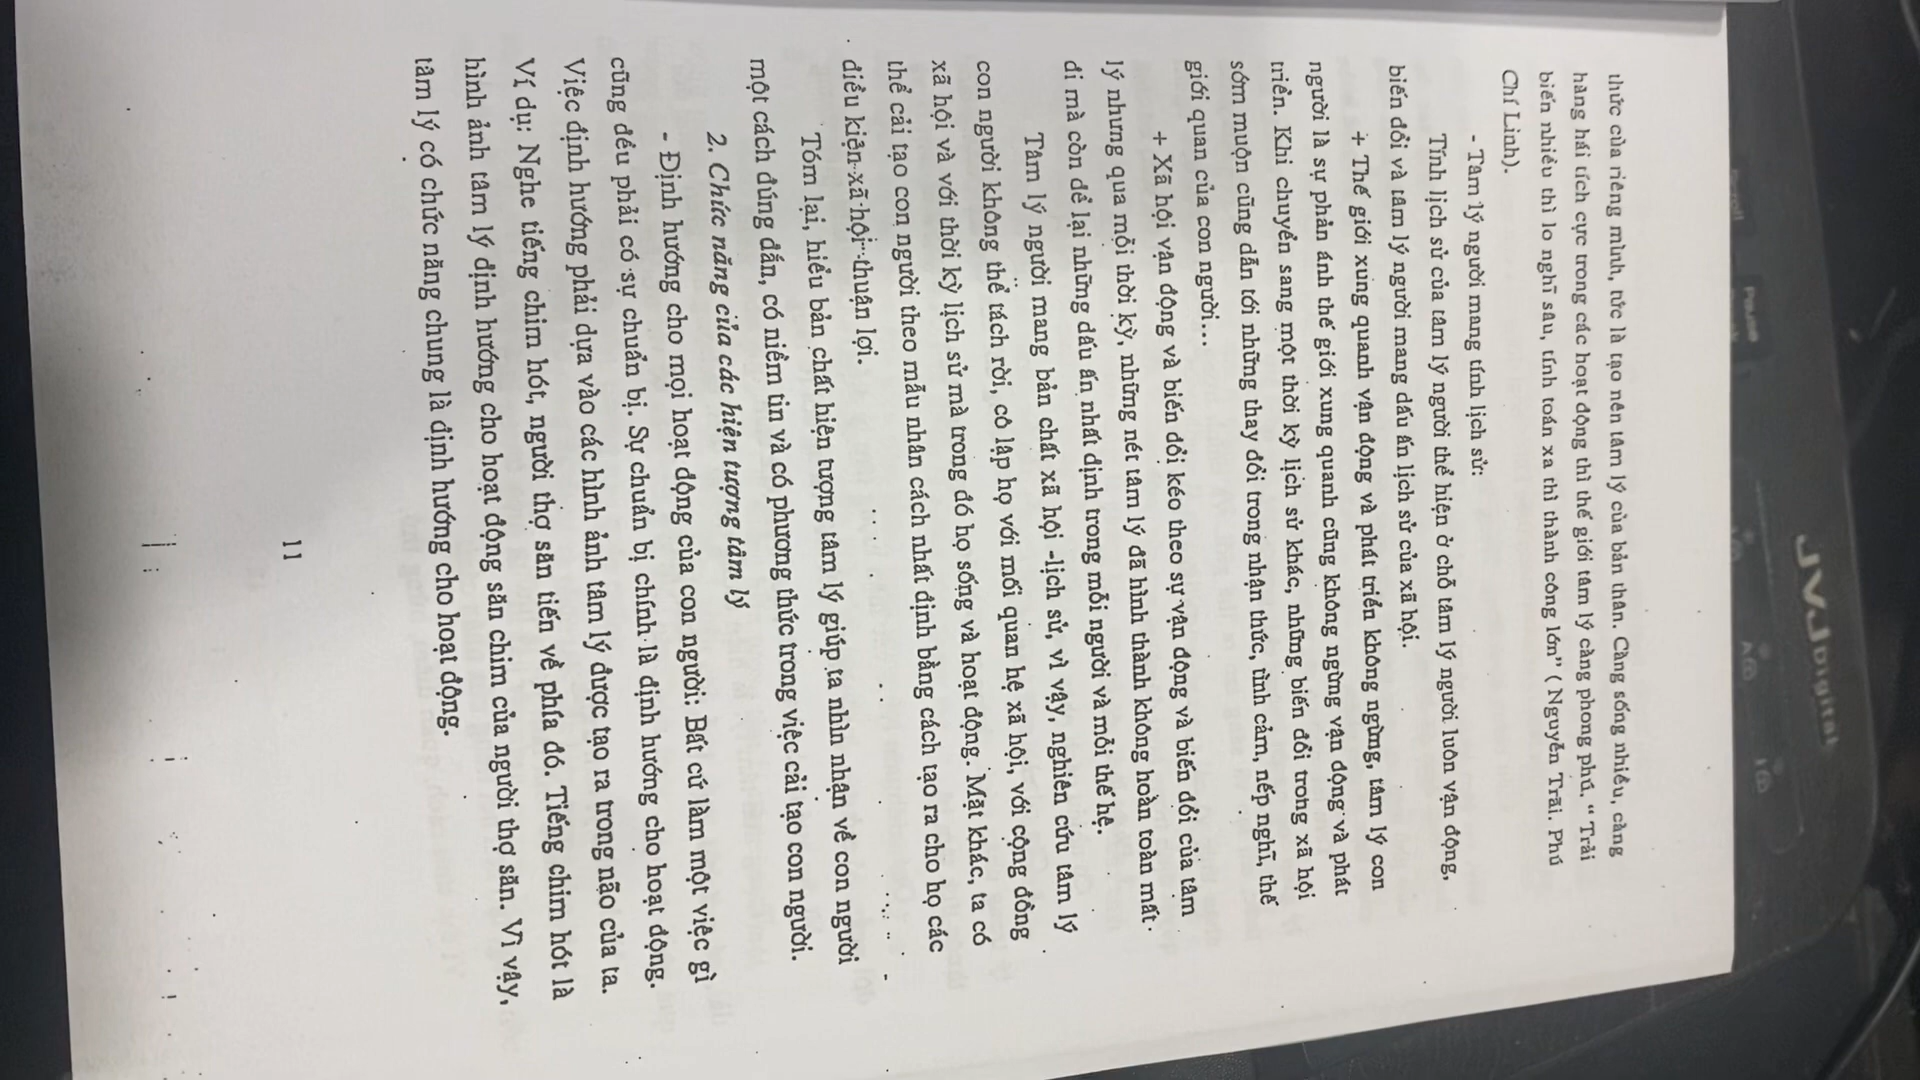 thức của riêng mình, tức là tạo nên tâm lý của bản thân. Càng sống nhiều, càng
hăng hái tích cực trong các hoạt động thì thế giới tâm lý càng phong phú. “ Trải
biến nhiều thì lo nghĩ sâu, tính toán xa thì thành công lớn” ( Nguyễn Trãi. Phú
Chí Linh).
- Tâm lý người mang tính lịch sử:
Tính lịch sử của tâm lý người thể hiện ở chỗ tâm lý người luôn vận động,
biến đổi và tâm lý người mang dấu ấn lịch sử của xã hội.
+ Thế giới xung quanh vận động và phát triển không ngừng, tâm lý con
người là sự phản ánh thế giới xung quanh cũng không ngừng vận động và phát
triển. Khi chuyển sang một thời kỳ lịch sử khác, những biến đổi trong xã hội
sớm muộn cũng dẫn tới những thay đổi trong nhận thức, tình cảm, nếp nghĩ, thế
giới quan của con người...
+ Xã hội vận động và biến đổi kéo theo sự vận động và biến đổi của tâm
lý nhưng qua mỗi thời kỳ, những nét tâm lý đã hình thành không hoàn toàn mất
đi mà còn để lại những dấu ấn nhất định trong mỗi người và mỗi thế hệ.
Tâm lý người mang bản chất xã hội -lịch sử, vì vậy, nghiên cứu tâm lý
con người không thể tách rời, cô lập họ với mối quan hệ xã hội, với cộng đồng
xã hội và với thời kỳ lịch sử mà trong đó họ sống và hoạt động. Mặt khác, ta có
thể cải tạo con người theo mẫu nhân cách nhất định bằng cách tạo ra cho họ các
điều kiện xã hội thuận lợi.
Tóm lại, hiểu bản chất hiện tượng tâm lý giúp ta nhìn nhận về con người
một cách đúng đắn, có niềm tin và có phương thức trong việc cải tạo con người.
2. Chức năng của các hiện tượng tâm lý
- Định hướng cho mọi hoạt động của con người: Bất cứ làm một việc gì
cũng đều phải có sự chuẩn bị. Sự chuẩn bị chính là định hướng cho hoạt động.
Việc định hướng phải dựa vào các hình ảnh tâm lý được tạo ra trong não của ta.
Ví dụ: Nghe tiếng chim hót, người thợ săn tiến về phía đó. Tiếng chim hót là
hình ảnh tâm lý định hướng cho hoạt động săn chim của người thợ săn. Vì vậy,
tâm lý có chức năng chung là định hướng cho hoạt động.
11
JVJDigital
Pause